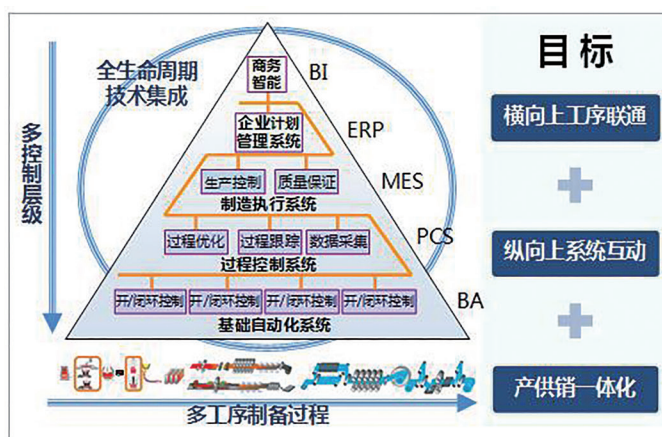 目标
全生命周期
技术集成
多控制层级
商务
智能
BI
企业计划
管理系统
ERP
生产控制
质量保证
MES
制造执行系统
过程优化
过程跟踪
数据采集
PCS
过程控制系统
开/闭环控制
开/闭环控制
开/闭环控制
开/闭环控制
BA
基础自动化系统
多工序制备过程
横向上工序联通
纵向上系统互动
产供销一体化